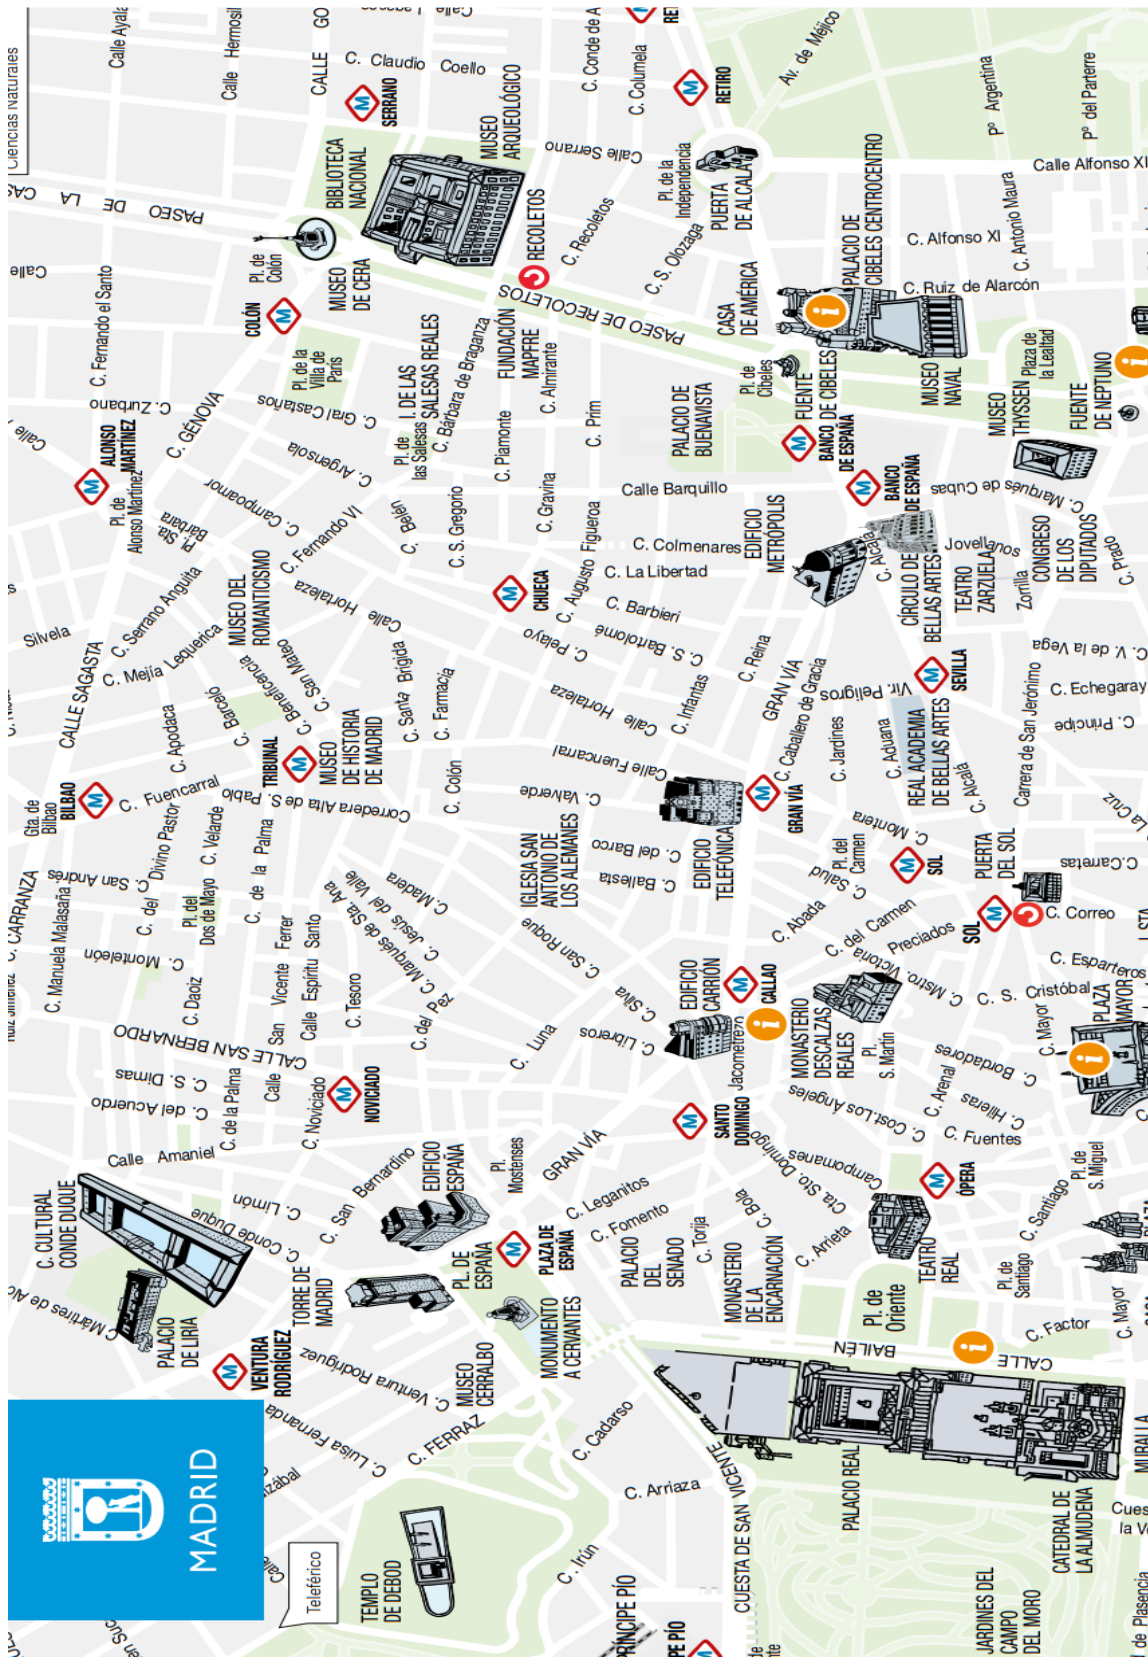 MADRID
Teleférico
TEMPLO
DE DEBOD
C. Luisa Fernanda
C. Ventura Rodríguez
C. FERRAZ
VENTURA
RODRÍGUEZ
PALACIO
DE LIRIA
C. CULTURAL
CONDE DUQUE
TORRE DE
MADRID
MUSEO
CERRALBO
C. Conde Duque
C. Limón
Calle Amaniel
C. San Bernardino
EDIFICIO
ESPAÑA
PL. DE
ESPAÑA
PLAZA DE
ESPAÑA
MONUMENTO
A CERVANTES
Pl.
Mostenses
C. del Acuerdo
C. S. Dimas
C. de la Palma
C. Noviciado
NOVICIADO
CALLE SAN BERNARDO
C. Daoiz
C. Monteleón
C. Manuela Malasaña
C. CARRANZA
C. San Andrés
C. del Divino Pastor
Pl. del
Dos de Mayo
C. Velarde
C. de la Palma
Calle San Vicente Ferrer
Calle Espíritu Santo
C. Tesoro
C. del Pez
C. Marqués de Sta. Ana
C. Jesús del Valle
C. Madera
C. Luna
C. San Roque
Corredera Alta de S. Pablo
Gta. de
Bilbao
BILBAO
C. Fuencarral
CALLE SAGASTA
C. Apodaca
C. Barceló
TRIBUNAL
MUSEO
DE HISTORIA
DE MADRID
C. Beneficencia
C. San Mateo
MUSEO DEL
ROMANTICISMO
C. Mejía Lequerica
C. Serrano Anguita
Silvela
C. Santa Brígida
C. Farmacia
C. Colón
Calle Hortaleza
C. Fernando VI
C. Campoamor
Pl. Sta.
Bárbara
Pl. de
Alonso Martínez
ALONSO
MARTÍNEZ
C. GÉNOVA
C. Zurbano
C. Fernando el Santo
C. Argensola
C. Gral Castaños
Pl. de la
Villa de
París
COLÓN
Pl. de
Colón
PASEO DE LA CAS
Ciencias Naturales
Calle Ayala
Calle Hermosil
CALLE GO
C. Claudio Coello
SERRANO
BIBLIOTECA
NACIONAL
MUSEO
ARQUEOLÓGICO
MUSEO
DE CERA
RECOLETOS
PASEO DE RECOLETOS
C. Belén
C. S. Gregorio
Pl. de
las Salesas
I. DE LAS
SALESAS REALES
C. Bárbara de Braganza
C. Piamonte
FUNDACIÓN
MAPFRE
C. Almirante
C. Gravina
C. Prim
CHUECA
C. Augusto Figueroa
C. Pelayo
C. S. Bartolomé
C. Barbieri
C. La Libertad
C. Colmenares
Calle Barquillo
Calle Hortaleza
C. Infantas
C. Reina
GRAN VÍA
Calle Fuencarral
C. Valverde
C. del Barco
C. Ballesta
IGLESIA SAN
ANTONIO DE
LOS ALEMANES
EDIFICIO
TELEFÓNICA
GRAN VÍA
C. Caballero de Gracia
C. Jardines
C. Aduana
C. Montera
Vir. Peligros
EDIFICIO
METRÓPOLIS
PALACIO DE
BUENAVISTA
Pl. de
Cibeles
FUENTE
DE CIBELES
BANCO
DE ESPAÑA
BANCO
DE ESPAÑA
CASA
DE AMÉRICA
PALACIO DE
CIBELES CENTROCENTRO
Calle Serrano
C. Recoletos
C. S. Olozaga
Pl. de la
Independencia
PUERTA
DE ALCALÁ
C. Columela
C. Conde de A
RETIRO
Av. de Méjico
Pº Argentina
Pº del Parterre
Calle Alfonso XI
C. Alfonso XI
C. Antonio Maura
C. Ruiz de Alarcón
MUSEO
NAVAL
Plaza de
la Lealtad
FUENTE
DE NEPTUNO
MUSEO
THYSSEN
C. Marqués de Cubas
C. Alcalá
CÍRCULO DE
BELLAS ARTES
TEATRO
ZARZUELA
Jovellanos
Zorrilla
CONGRESO
DE LOS
DIPUTADOS
C. Prado
C. V. de la Vega
C. Echegaray
C. Príncipe
SEVILLA
REAL ACADEMIA
DE BELLAS ARTES
C. Alcalá
Carrera de San Jerónimo
La Cruz
C. Carretas
PUERTA
DEL SOL
SOL
SOL
C. Correo
C. Esparteros
Pl. del
Carmen
C. Salud
C. Abada
C. del Carmen
Preciados
C. Mstro. Victoria
EDIFICIO
CARRIÓN
CALLAO
C. Silva
C. Libreros
Jacometrezo
MONASTERIO
DESCALZAS
REALES
Pl.
S. Martín
C. S. Cristóbal
C. Mayor
PLAZA
MAYOR
C. Bordadores
C. Arenal
C. Hileras
C. Fuentes
C. Cost. Los Ángeles
SANTO
DOMINGO
GRAN VÍA
C. Leganitos
C. Fomento
C. Torija
C. Bola
Cta. Sto. Domingo
Campomanes
C. Arrieta
PALACIO
DEL
SENADO
MONASTERIO
DE LA
ENCARNACIÓN
ÓPERA
TEATRO
REAL
Pl. de
Oriente
Pl. de
Santiago
C. Santiago
Pl. de
S. Miguel
C. Factor
C. Mayor
CALLE BAILÉN
PALACIO REAL
CATEDRAL DE
LA ALMUDENA
MURALLA
JARDINES DEL
CAMPO
DEL MORO
CUESTA DE SAN VICENTE
C. Arriaza
C. Cadarso
C. Irún
PRÍNCIPE PÍO
PE PÍO
. de Plasencia